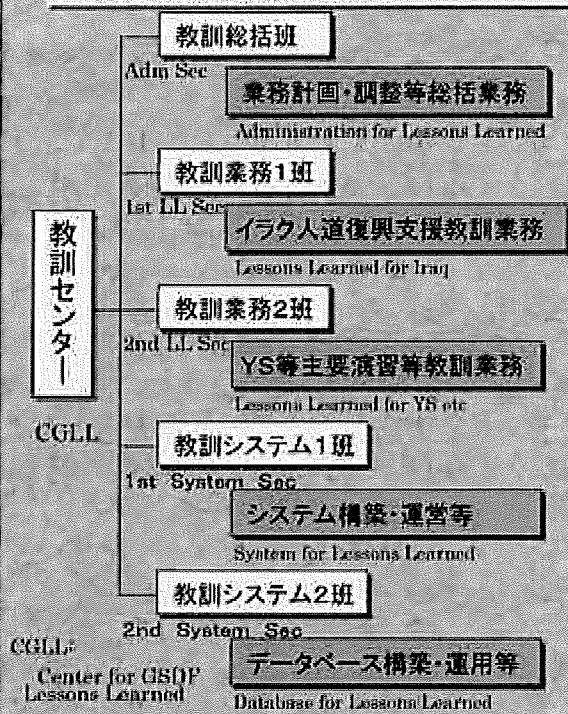 教訓総括班
Adm Sec
業務計画・調整等総括業務
Administration for Lessons Learned
教訓業務1班
1st LL Sec
イラク人道復興支援教訓業務
Lessons Learned for Iraq
教訓センター
教訓業務2班
2nd LL Sec
YS等主要演習等教訓業務
Lessons Learned for YS etc
CGLL
教訓システム1班
1st System Sec
システム構築・運営等
System for Lessons Learned
教訓システム2班
2nd System Sec
CGLL:
Center for GSDF
Lessons Learned
データベース構築・運用等
Database for Lessons Learned